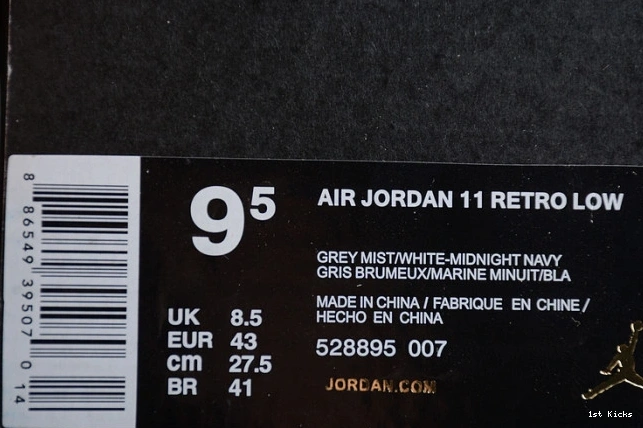 9⁵
AIR JORDAN 11 RETRO LOW
GREY MIST/WHITE-MIDNIGHT NAVY
GRIS BRUMEUX/MARINE MINUIT/BLA
MADE IN CHINA / FABRIQUE EN CHINE /
HECHO EN CHINA
528895 007
JORDAN.COM
UK 8.5
EUR 43
cm 27.5
BR 41
8 86549 39507 0 14
1st Kicks